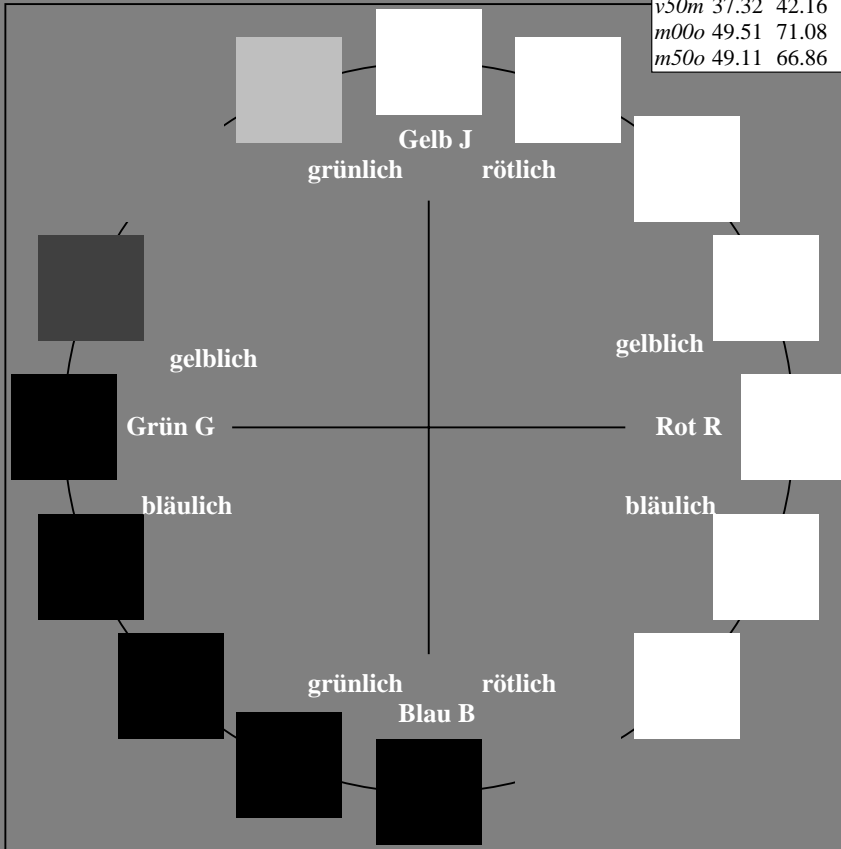 v50m 37.32 42.16
m00o 49.51 71.08
m50o 49.11 66.86
Gelb J
grünlich rötlich
gelblich
gelblich
Grün G Rot R
bläulich bläulich
grünlich rötlich
Blau B